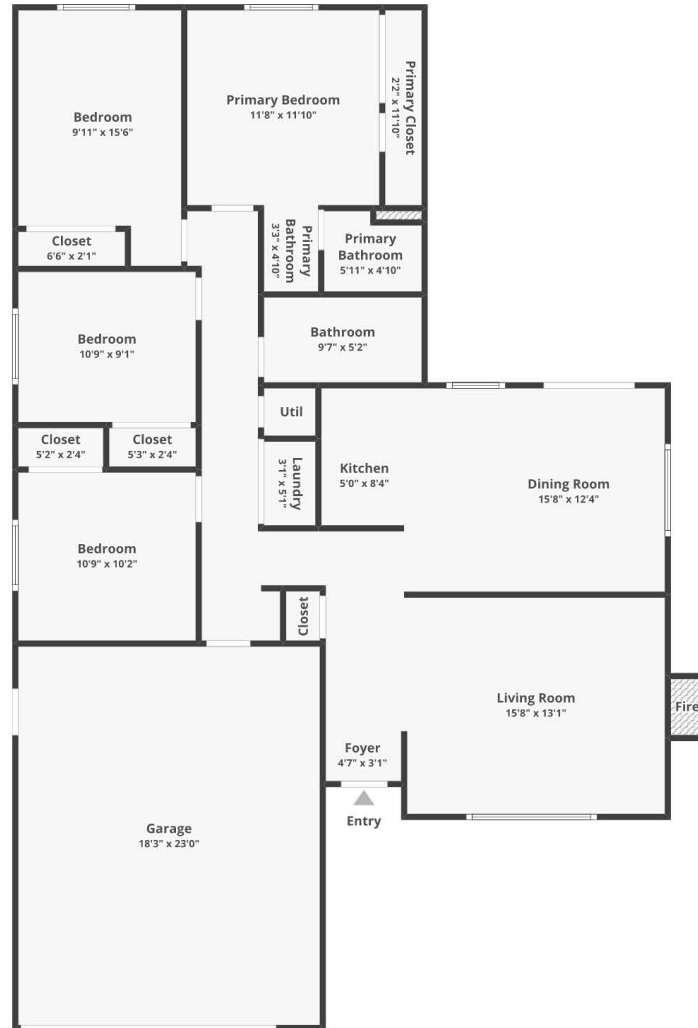 Bedroom
9'11" x 15'6"
Primary Bedroom
11'8" x 11'10"
Primary Closet
2'2" x 11'10"
Closet
6'6" x 2'1"
Primary
Bathroom
3'3" x 4'10"
Primary
Bathroom
5'11" x 4'10"
Bedroom
10'9" x 9'1"
Bathroom
9'7" x 5'2"
Util
Closet
5'2" x 2'4"
Closet
5'3" x 2'4"
Laundry
3'1" x 5'1"
Kitchen
5'0" x 8'4"
Dining Room
15'8" x 12'4"
Bedroom
10'9" x 10'2"
Closet
Living Room
15'8" x 13'1"
Fire
Foyer
4'7" x 3'1"
Entry
Garage
18'3" x 23'0"